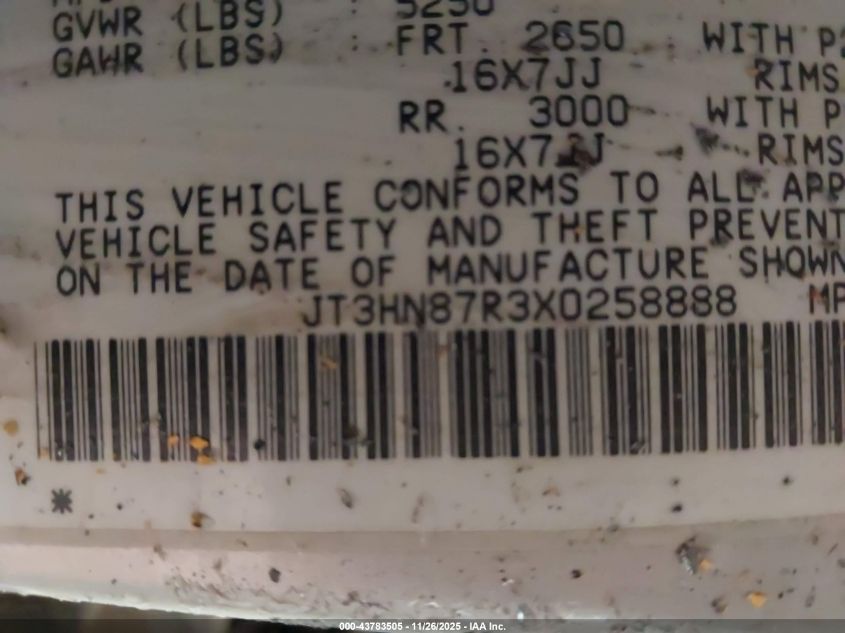 GVWR (LBS) : 5250
GAWR (LBS) : FRT. 2650 WITH
16X7JJ RIMS
RR. 3000 WITH
16X7JJ RIMS
THIS VEHICLE CONFORMS TO ALL APP
VEHICLE SAFETY AND THEFT PREVENT
ON THE DATE OF MANUFACTURE SHOWN
JT3HN87R3X0258888 MP
*
000-43783505 - 11/26/2025 - IAA Inc.